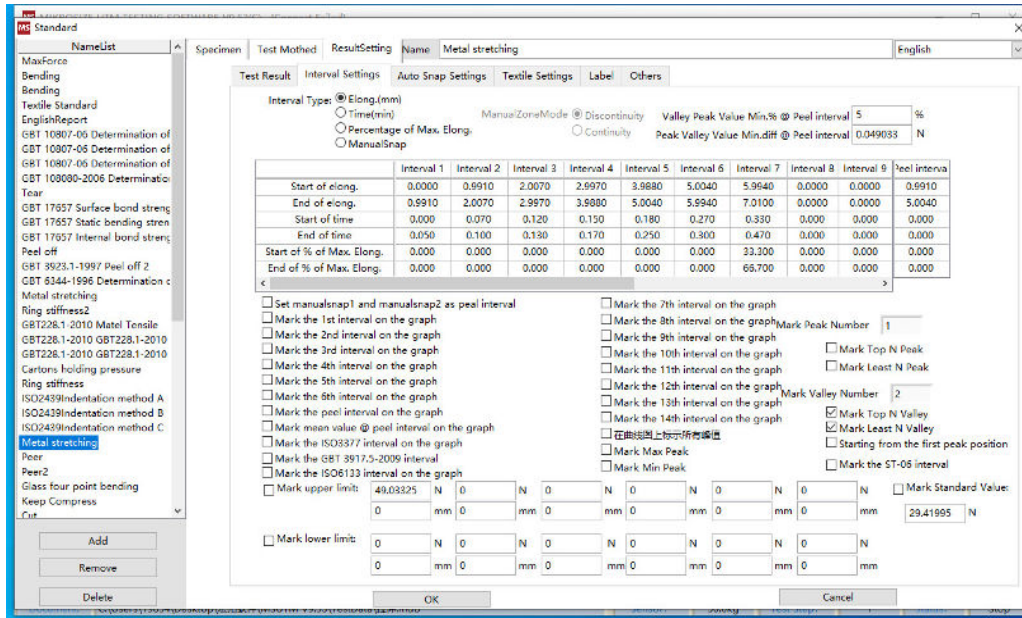 MS Standard
NameList
MaxForce
Bending
Bending
Textile Standard
EnglishReport
GBT 10807-06 Determination of
GBT 10807-06 Determination of
GBT 10807-06 Determination of
GBT 108080-2006 Determinatio
Tear
GBT 17657 Surface bond streng
GBT 17657 Static bending stren
GBT 17657 Internal bond streng
Peel off
GBT 3923.1-1997 Peel off 2
GBT 6344-1996 Determination c
Metal stretching
Ring stiffness2
GBT228.1-2010 Matel Tensile
GBT228.1-2010 GBT228.1-2010
GBT228.1-2010 GBT228.1-2010
Cartons holding pressure
Ring stiffness
ISO2439Indentation method A
ISO2439Indentation method B
ISO2439Indentation method C
Metal stretching
Peer
Peer2
Glass four point bending
Keep Compress
Cut
Add
Remove
Delete
Specimen Test Mothed ResultSetting Name Metal stretching English
Test Result Interval Settings Auto Snap Settings Textile Settings Label Others
Interval Type: Elong.(mm)
Time(min)
Percentage of Max. Elong.
ManualSnap
ManualZoneMode Discontinuity
Continuity
Valley Peak Value Min.% @ Peel interval 5 %
Peak Valley Value Min.diff @ Peel interval 0.049033 N
Interval 1 Interval 2 Interval 3 Interval 4 Interval 5 Interval 6 Interval 7 Interval 8 Interval 9 Peel interva
Start of elong. 0.0000 0.9910 2.0070 2.9970 3.9880 5.0040 5.9940 0.0000 0.0000 0.9910
End of elong. 0.9910 2.0070 2.9970 3.9880 5.0040 5.9940 7.0100 0.0000 0.0000 5.0040
Start of time 0.000 0.070 0.120 0.150 0.180 0.270 0.330 0.000 0.000 0.000
End of time 0.050 0.100 0.130 0.170 0.250 0.300 0.470 0.000 0.000 0.000
Start of % of Max. Elong. 0.000 0.000 0.000 0.000 0.000 0.000 33.300 0.000 0.000 0.000
End of % of Max. Elong. 0.000 0.000 0.000 0.000 0.000 0.000 66.700 0.000 0.000 0.000
Set manualsnap1 and manualsnap2 as peal interval
Mark the 1st interval on the graph
Mark the 2nd interval on the graph
Mark the 3rd interval on the graph
Mark the 4th interval on the graph
Mark the 5th interval on the graph
Mark the 6th interval on the graph
Mark the peel interval on the graph
Mark mean value @ peel interval on the graph
Mark the ISO3377 interval on the graph
Mark the GBT 3917.5-2009 interval
Mark the ISO6133 interval on the graph
Mark the 7th interval on the graph
Mark the 8th interval on the graph
Mark the 9th interval on the graph
Mark the 10th interval on the graph
Mark the 11th interval on the graph
Mark the 12th interval on the graph
Mark the 13th interval on the graph
Mark the 14th interval on the graph
在曲线图上标示所有峰值
Mark Max Peak
Mark Min Peak
Mark Peak Number 1
Mark Top N Peak
Mark Least N Peak
Mark Valley Number 2
Mark Top N Valley
Mark Least N Valley
Starting from the first peak position
Mark the ST-06 interval
Mark upper limit: 49.03325 N 0 N 0 N 0 N 0 N 0 N
0 mm 0 mm 0 mm 0 mm 0 mm 0 mm
Mark Standard Value:
29.41995 N
Mark lower limit: 0 N 0 N 0 N 0 N 0 N 0 N
0 mm 0 mm 0 mm 0 mm 0 mm 0 mm
OK Cancel